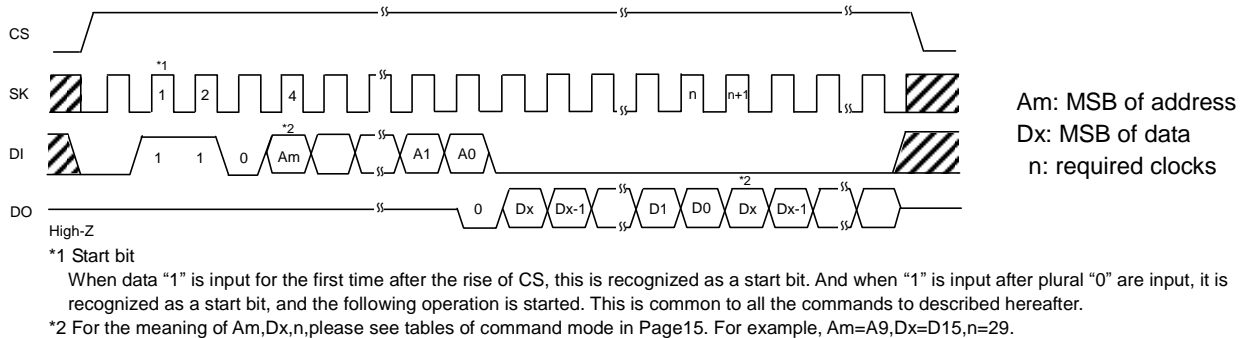 CS
*1
SK
1 2 4 n n+1
*2
DI
1 1 0 Am A1 A0
*2
DO
0 Dx Dx-1 D1 D0 Dx Dx-1
High-Z
Am: MSB of address
Dx: MSB of data
n: required clocks
*1 Start bit
When data “1” is input for the first time after the rise of CS, this is recognized as a start bit. And when “1” is input after plural “0” are input, it is
recognized as a start bit, and the following operation is started. This is common to all the commands to described hereafter.
*2 For the meaning of Am,Dx,n,please see tables of command mode in Page15. For example, Am=A9,Dx=D15,n=29.